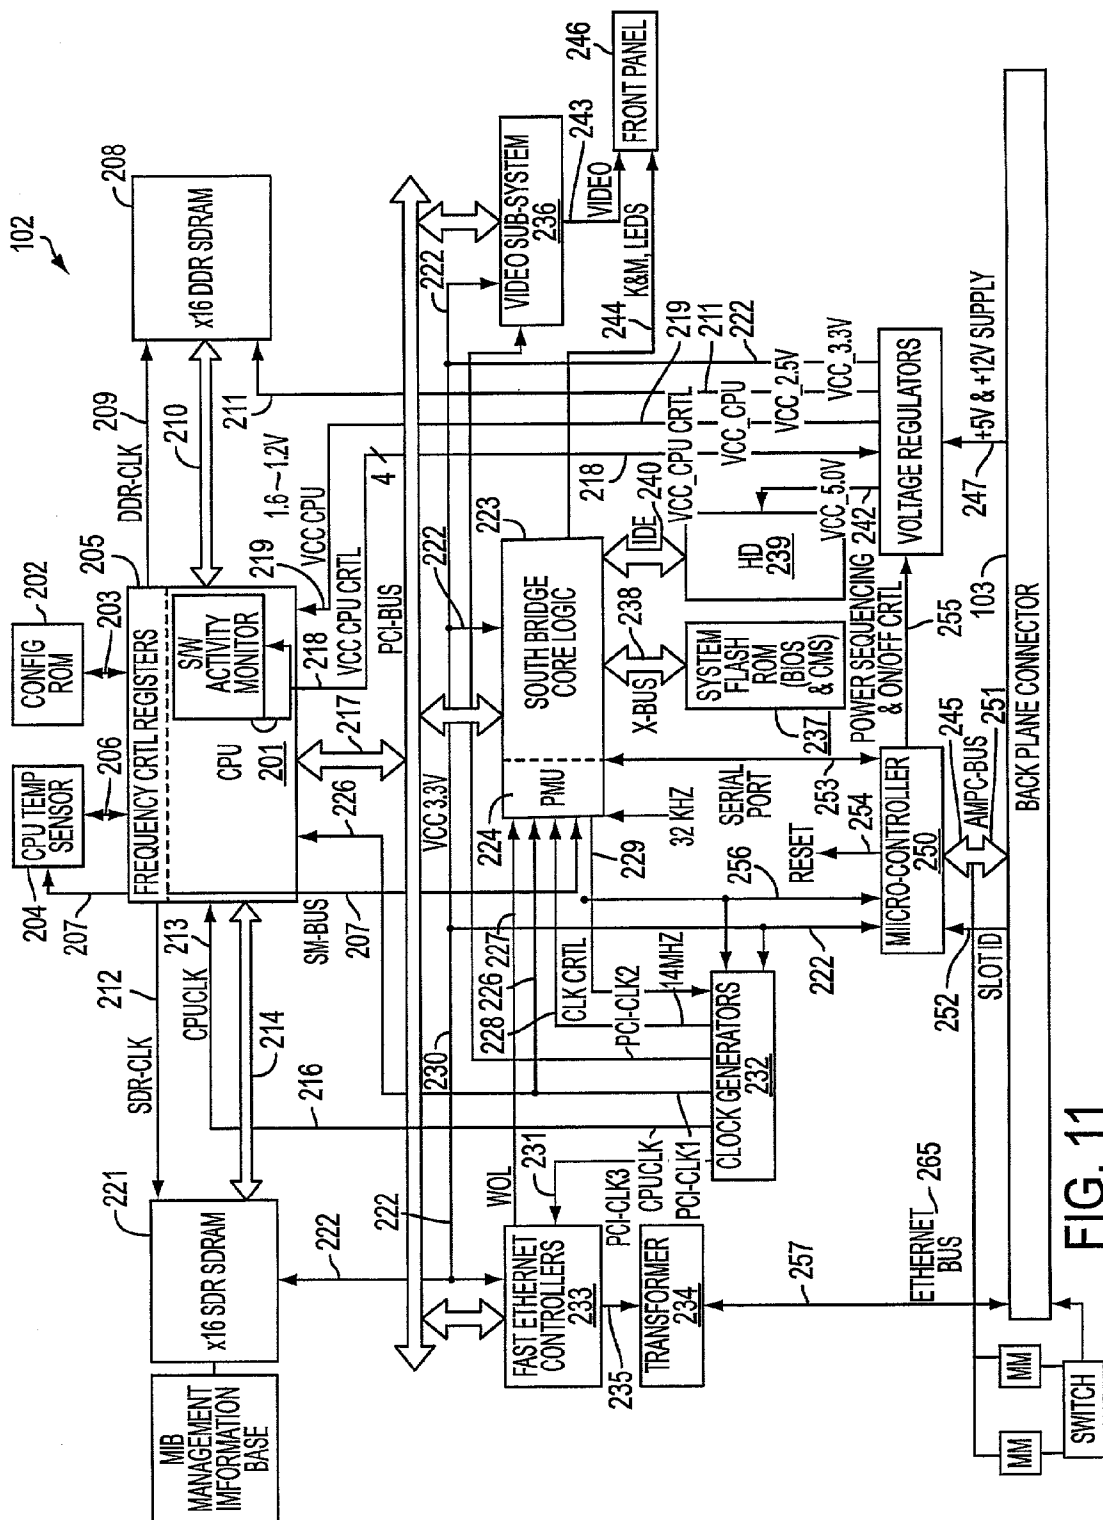 102
208
x16 DDR SDRAM
DDR-CLK
209
210
211
202
CONFIG
ROM
203
205
CPU TEMP
SENSOR
204
206
207
FREQUENCY CRTL REGISTERS
S/W
ACTIVITY
MONITOR
CPU
201
1.6~1.2V
VCC CPU
219
218
VCC CPU CRTL
4
217
226
SM-BUS
207
213
CPUCLK
212
SDR-CLK
214
216
221
x16 SDR SDRAM
222
MIB
MANAGEMENT
IMFORMATION
BASE
PCI-BUS
VCC 3.3V
222
222
222
230
VIDEO SUB-SYSTEM
236
243
VIDEO
246
FRONT PANEL
K&M, LEDS
244
223
SOUTH BRIDGE
CORE LOGIC
PMU
224
227
WOL
226
228
CLK CRTL
229
32 KHZ
IDE
240
HD
239
X-BUS
238
SYSTEM
FLASH
ROM
(BIOS
& CMS)
237
SERIAL
PORT
253
219
211
222
VCC_3.3V
VCC_2.5V
VCC_CPU
VCC_CPU CRTL
218
VCC_5.0V
242
VOLTAGE REGULATORS
POWER SEQUENCING
& ON/OFF CRTL
255
247
+5V & +12V SUPPLY
RESET
254
256
222
MIICRO-CONTROLLER
250
245
AMPC-BUS
251
252
SLOT ID
PCI-CLK2
14MHZ
CLOCK GENERATORS
232
231
PCI-CLK3
CPUCLK
PCI-CLK1
FAST ETHERNET
CONTROLLERS
233
235
TRANSFORMER
234
257
ETHERNET
BUS
265
103
BACK PLANE CONNECTOR
MM
MM
SWITCH
FIG. 11